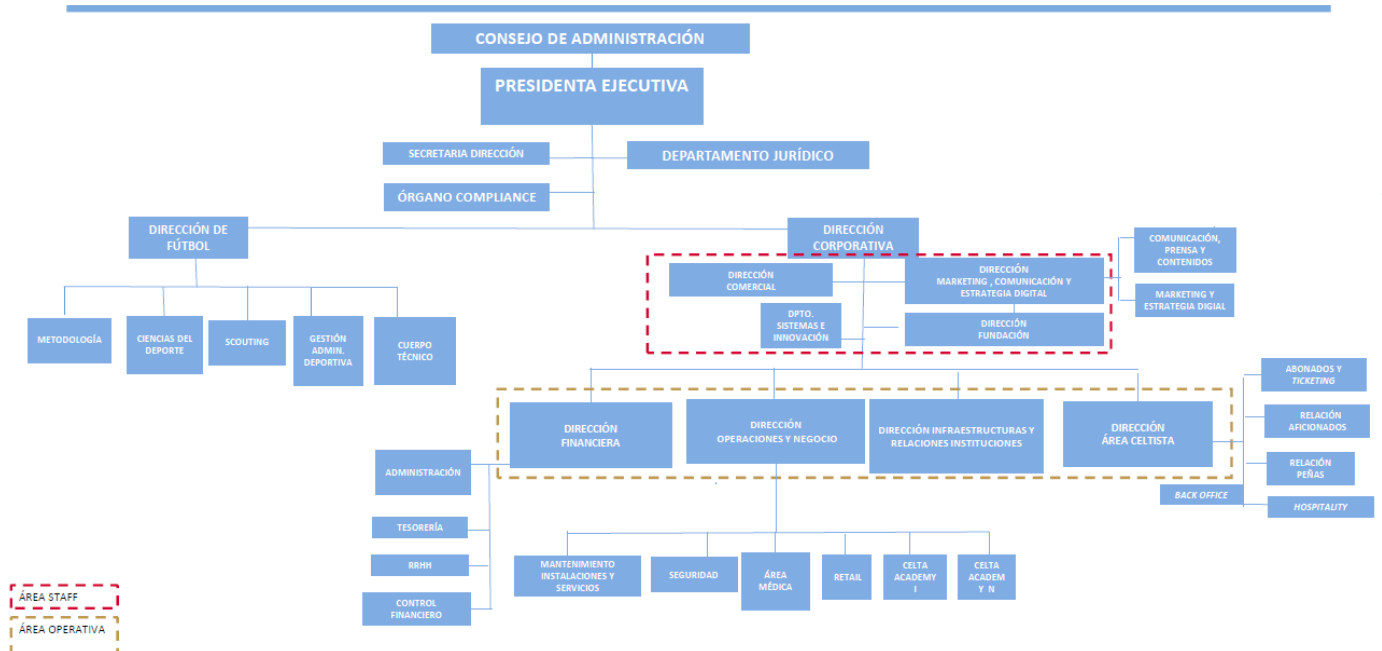 CONSEJO DE ADMINISTRACIÓN
PRESIDENTA EJECUTIVA
SECRETARIA DIRECCIÓN
DEPARTAMENTO JURÍDICO
ÓRGANO COMPLIANCE
DIRECCIÓN DE
FÚTBOL
DIRECCIÓN
CORPORATIVA
COMUNICACIÓN,
PRENSA Y
CONTENIDOS
MARKETING Y
ESTRATEGIA DIGIAL
DIRECCIÓN
COMERCIAL
DIRECCIÓN
MARKETING , COMUNICACIÓN Y
ESTRATEGIA DIGITAL
DPTO.
SISTEMAS E
INNOVACIÓN
DIRECCIÓN
FUNDACIÓN
METODOLOGÍA
CIENCIAS DEL
DEPORTE
SCOUTING
GESTIÓN
ADMIN.
DEPORTIVA
CUERPO
TÉCNICO
DIRECCIÓN
FINANCIERA
DIRECCIÓN
OPERACIONES Y NEGOCIO
DIRECCIÓN INFRAESTRUCTURAS Y
RELACIONES INSTITUCIONES
DIRECCIÓN
ÁREA CELTISTA
ABONADOS Y
TICKETING
RELACIÓN
AFICIONADOS
RELACIÓN
PEÑAS
BACK OFFICE
HOSPITALITY
ADMINISTRACIÓN
TESORERÍA
RRHH
CONTROL
FINANCIERO
MANTENIMIENTO
INSTALACIONES Y
SERVICIOS
SEGURIDAD
ÁREA
MÉDICA
RETAIL
CELTA
ACADEMY
I
CELTA
ACADEM
Y N
ÁREA STAFF
ÁREA OPERATIVA